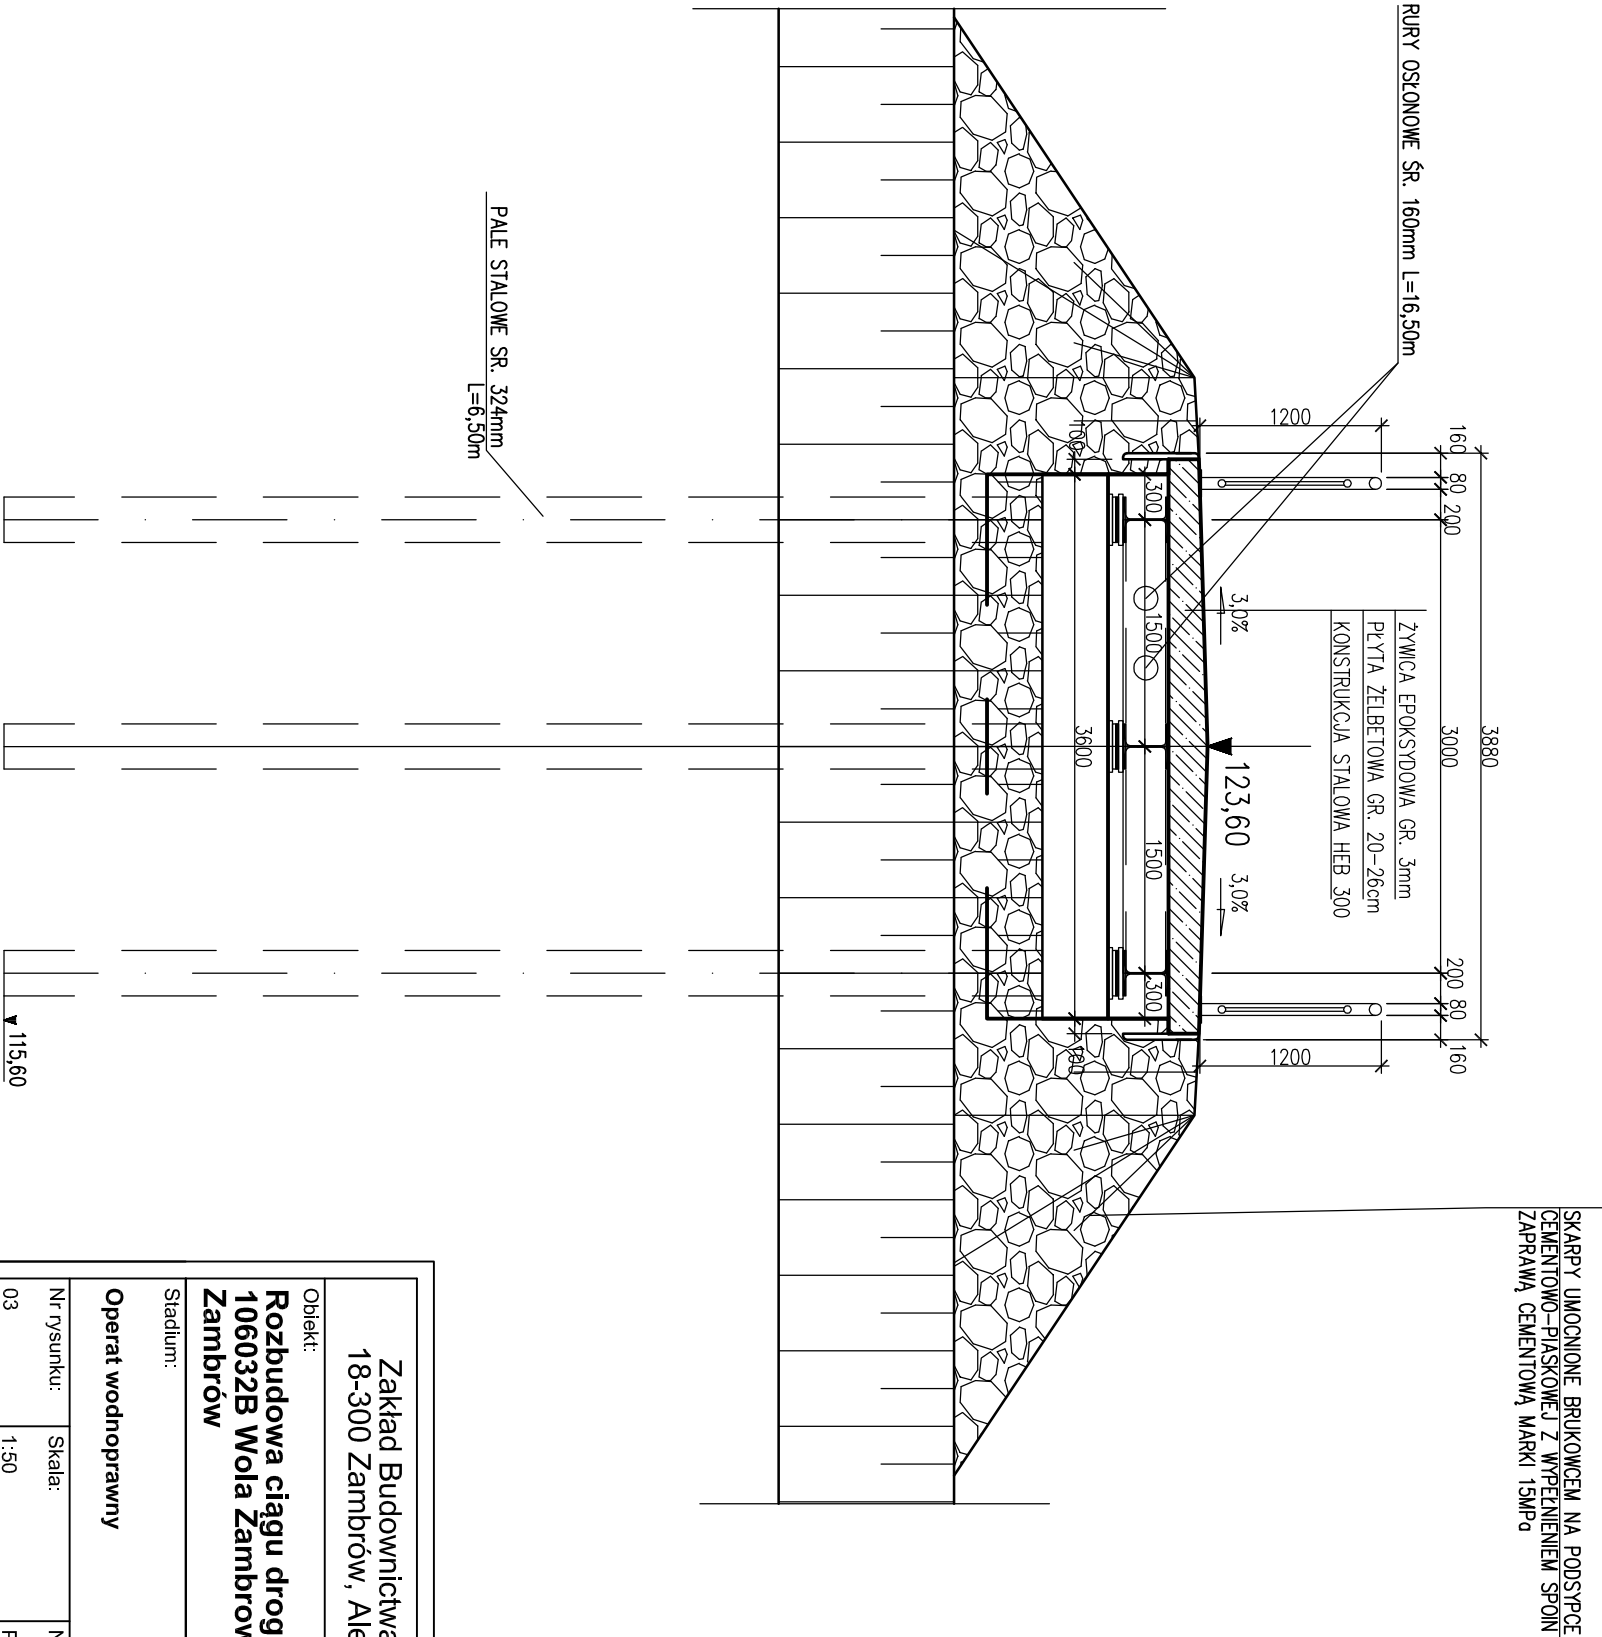 RURY OSŁONOWE ŚR. 160mm L=16,50m
SKARPY UMOCNIONE BRUKOWCEM NA PODSYPCE
CEMENTOWO-PIASKOWEJ Z WYPEŁNIENIEM SPOIN
ZAPRAWĄ CEMENTOWĄ MARKI 15MPa
3880
160
80
200
3000
200
80
160
1200
1200
ŻYWICA EPOKSYDOWA GR. 3mm
PŁYTA ŻELBETOWA GR. 20-26cm
KONSTRUKCJA STALOWA HEB 300
3,0%
123,60
3,0%
300
1500
1500
300
100
3600
100
PALE STALOWE ŚR. 324mm
L=6,50m
115,60
Zakład Budownictwa
18-300 Zambrów,
Obiekt:
Rozbudowa ciągu drog
106032B Wola Zambrow
Zambrów
Stadium:
Operat wodnoprawny
Nr rysunku:
Skala:
03
1:50